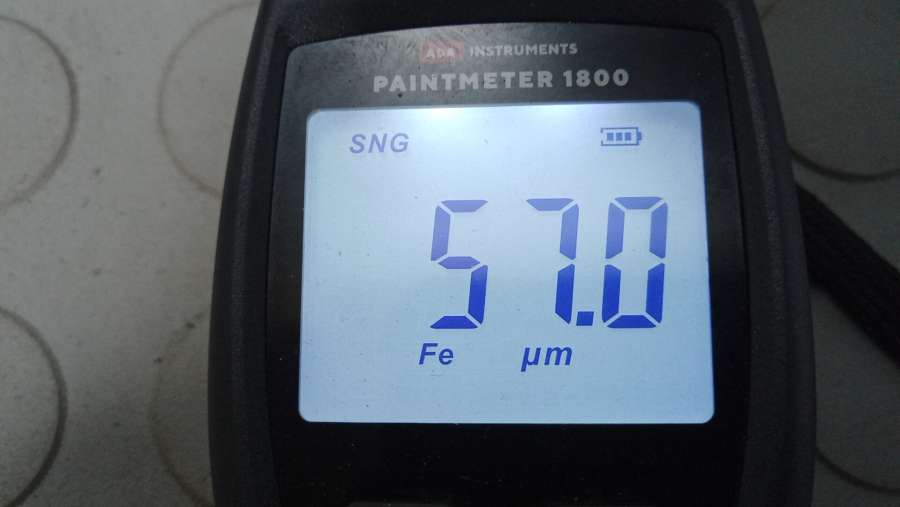 ADA INSTRUMENTS
PAINTMETER 1800
SNG
57.0
Fe µm